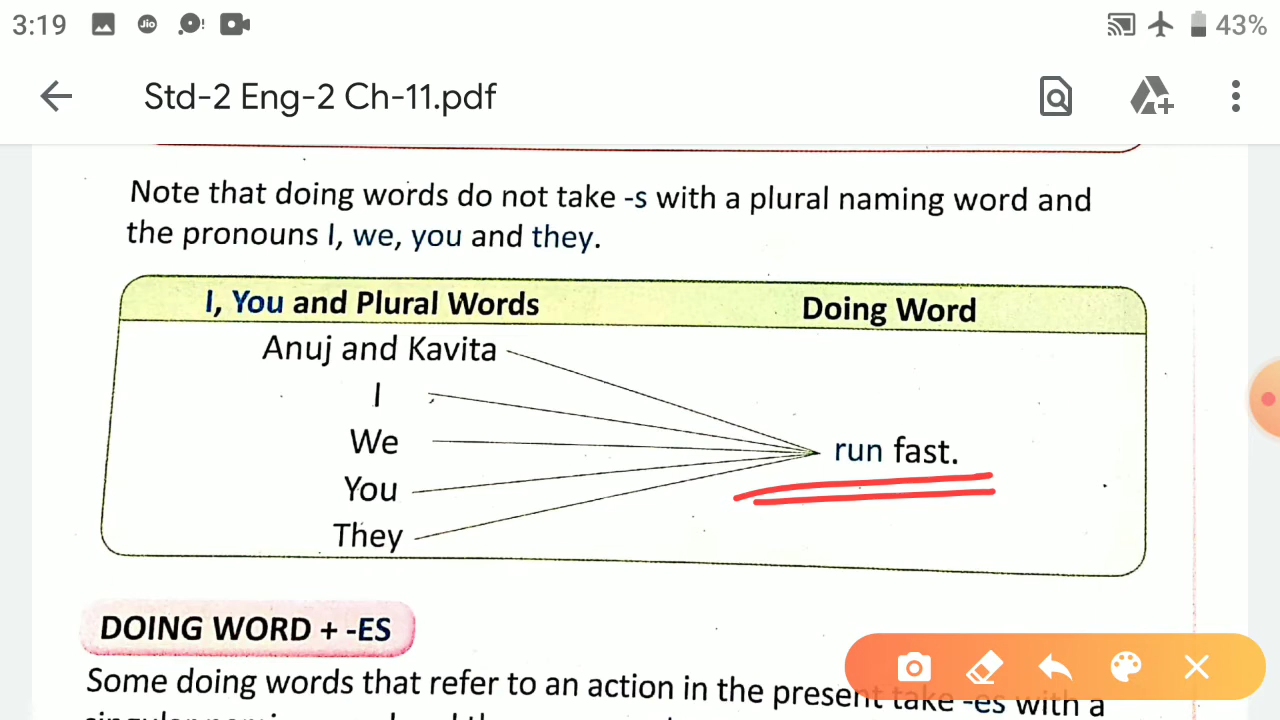 3:19 Jio 43%
Std-2 Eng-2 Ch-11.pdf
Note that doing words do not take -s with a plural naming word and
the pronouns I, we, you and they.
I, You and Plural Words Doing Word
Anuj and Kavita
I
We
run fast.
You
They
DOING WORD + -ES
Some doing words that refer to an action in the present take -es with a